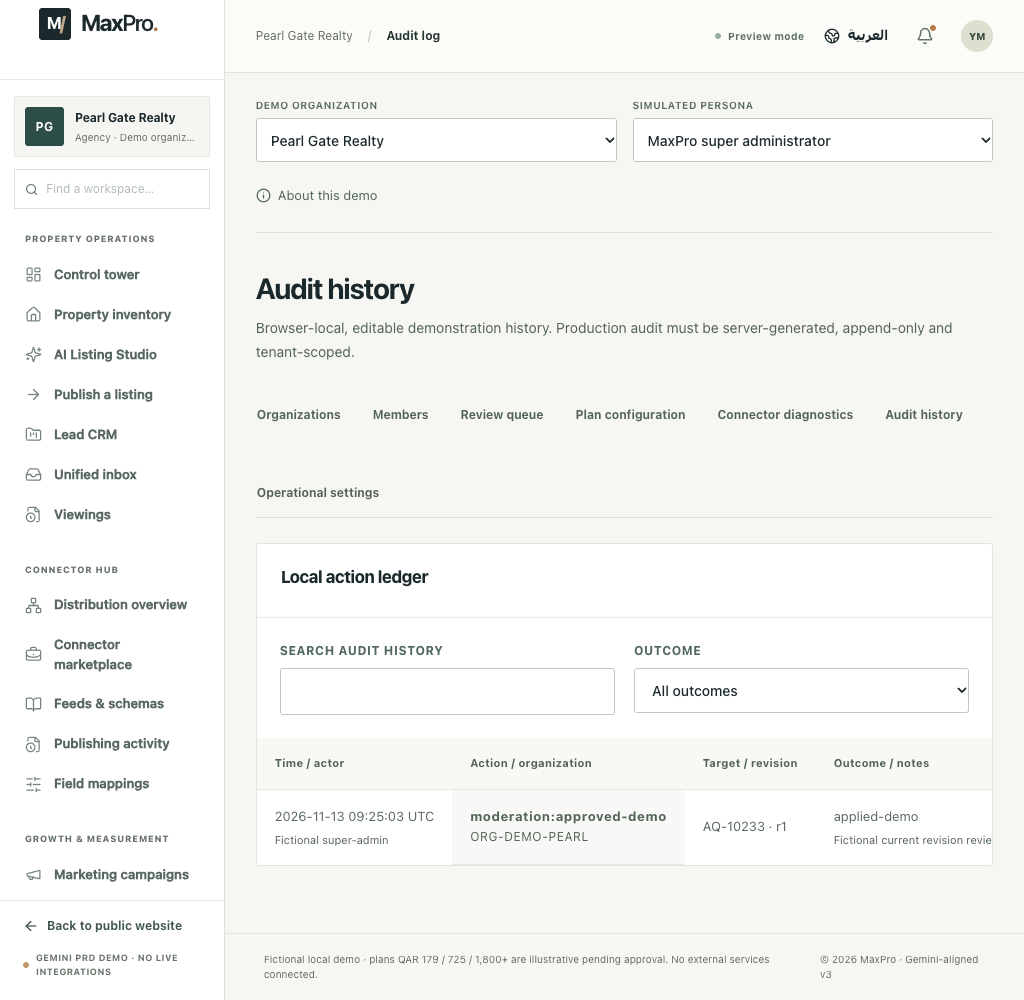 M/ MaxPro.
PG
Pearl Gate Realty
Agency · Demo organiz...
Find a workspace...
PROPERTY OPERATIONS
Control tower
Property inventory
AI Listing Studio
Publish a listing
Lead CRM
Unified inbox
Viewings
CONNECTOR HUB
Distribution overview
Connector
marketplace
Feeds & schemas
Publishing activity
Field mappings
GROWTH & MEASUREMENT
Marketing campaigns
Back to public website
GEMINI PRD DEMO · NO LIVE
INTEGRATIONS
Pearl Gate Realty / Audit log
Preview mode
العربية
YM
DEMO ORGANIZATION
Pearl Gate Realty
SIMULATED PERSONA
MaxPro super administrator
About this demo
Audit history
Browser-local, editable demonstration history. Production audit must be server-generated, append-only and
tenant-scoped.
Organizations Members Review queue Plan configuration Connector diagnostics Audit history
Operational settings
Local action ledger
SEARCH AUDIT HISTORY
OUTCOME
All outcomes
Time / actor Action / organization Target / revision Outcome / notes
2026-11-13 09:25:03 UTC
Fictional super-admin
moderation:approved-demo
ORG-DEMO-PEARL
AQ-10233 · r1
applied-demo
Fictional current revision revie
Fictional local demo · plans QAR 179 / 725 / 1,800+ are illustrative pending approval. No external services
connected.
© 2026 MaxPro · Gemini-aligned
v3